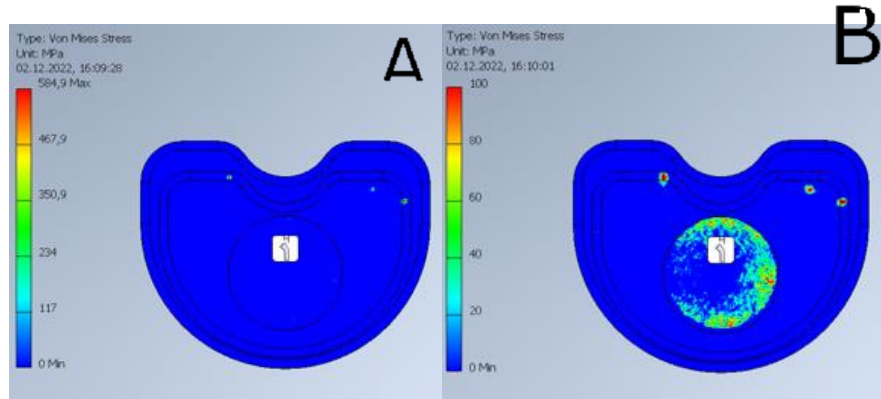 Type: Von Mises Stress
Unit: MPa
02.12.2022, 16:09:28
584,9 Max
467,9
350,9
234
117
0 Min
A
Type: Von Mises Stress
Unit: MPa
02.12.2022, 16:10:01
100
80
60
40
20
0 Min
B